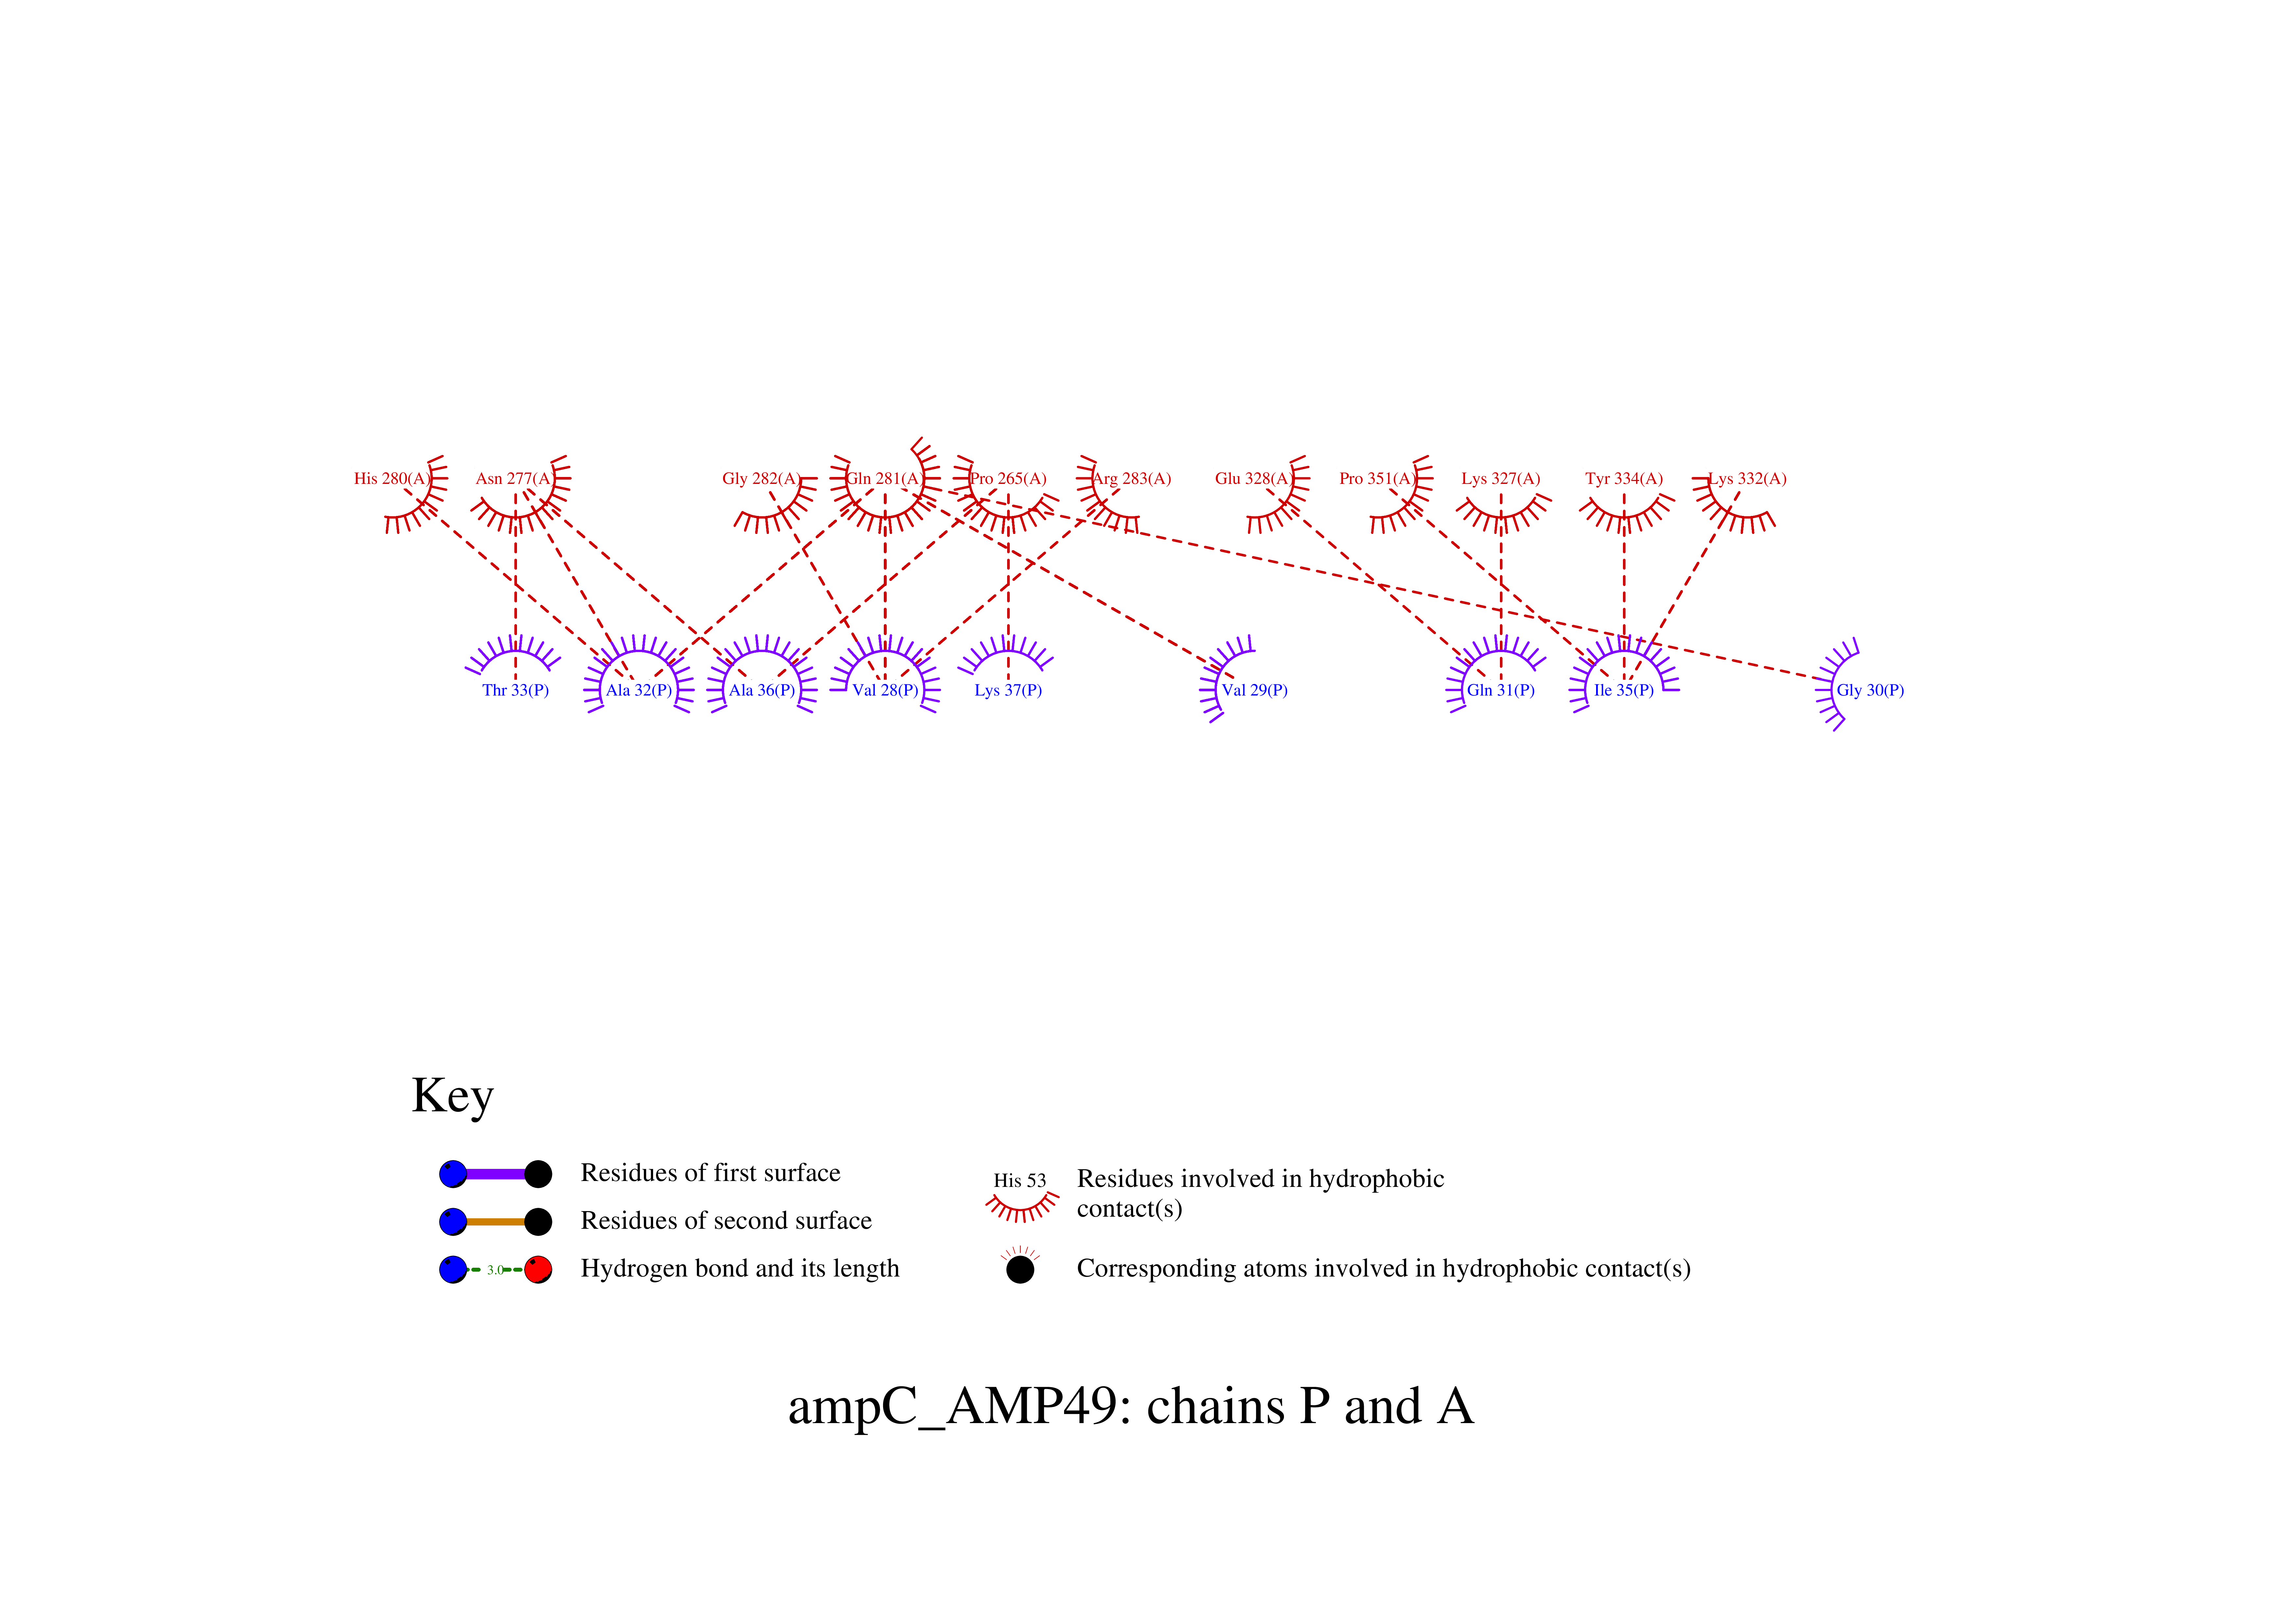 His 280(A) Asn 277(A) Gly 282(A) Gln 281(A) Pro 265(A) Arg 283(A) Glu 328(A) Pro 351(A) Lys 327(A) Tyr 334(A) Lys 332(A)
Thr 33(P) Ala 32(P) Ala 36(P) Val 28(P) Lys 37(P) Val 29(P) Gln 31(P) Ile 35(P) Gly 30(P)
Key
Residues of first surface
Residues of second surface
3.0 Hydrogen bond and its length
His 53 Residues involved in hydrophobic
contact(s)
Corresponding atoms involved in hydrophobic contact(s)
ampC_AMP49: chains P and A